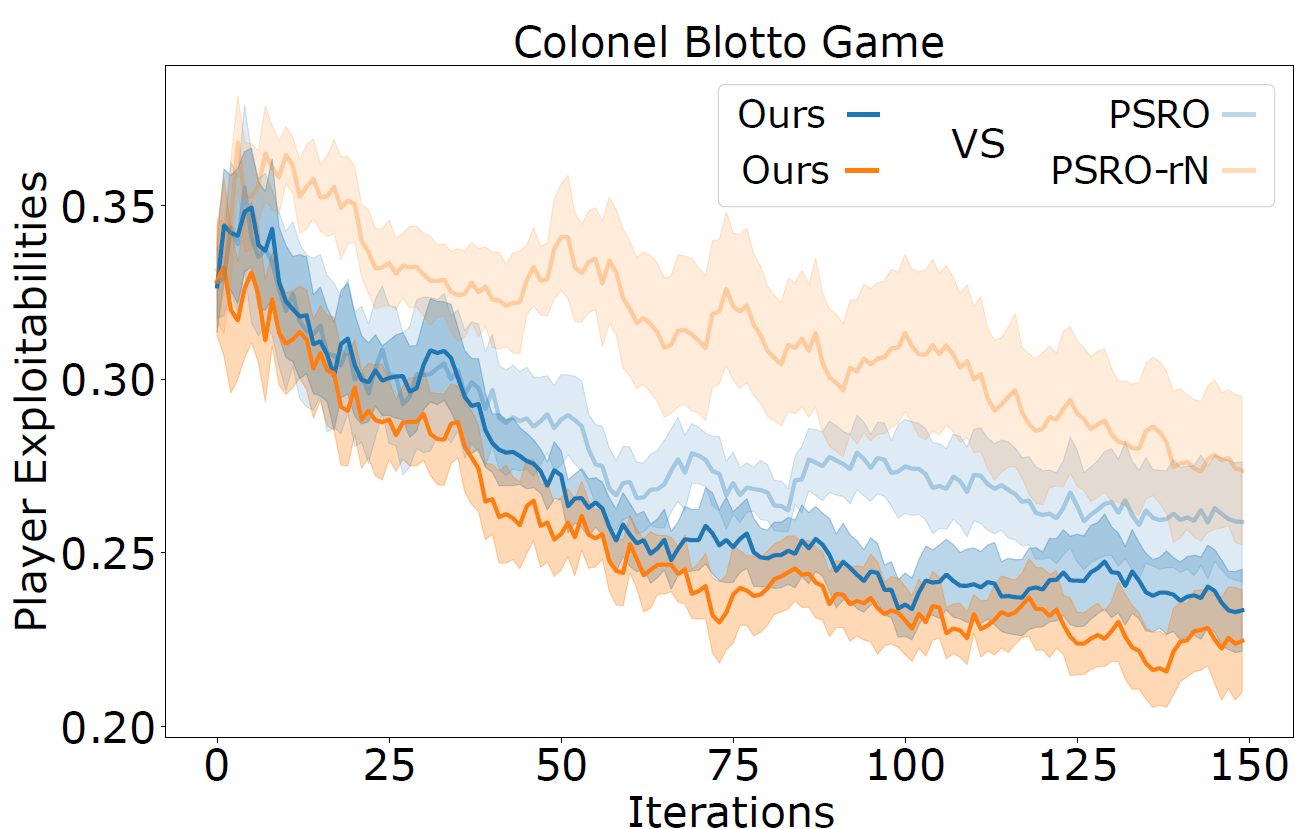 Colonel Blotto Game
Ours VS PSRO
Ours PSRO-rN
Player Exploitabilities
0.35
0.30
0.25
0.20
0 25 50 75 100 125 150
Iterations